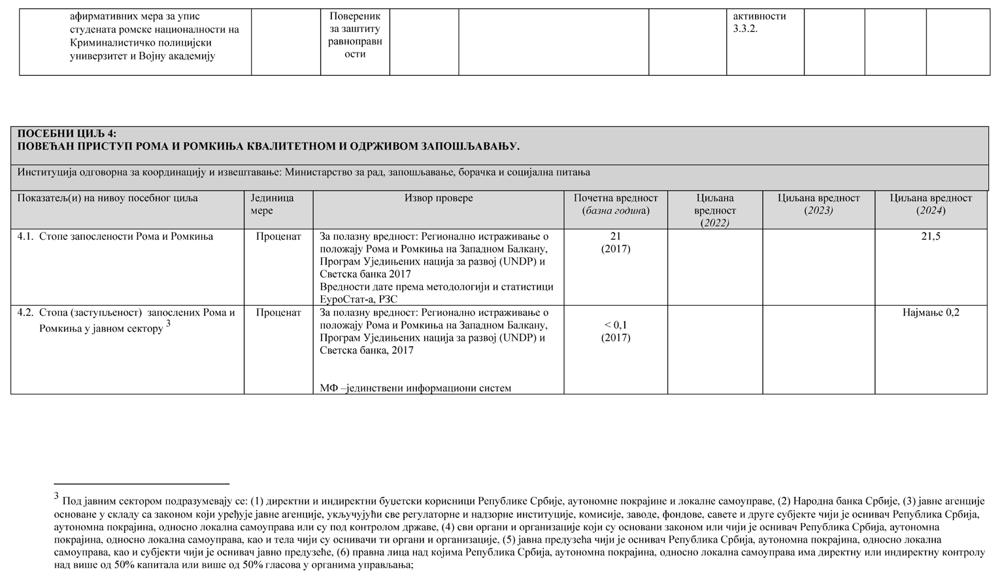 афирмативних мера за упис
студената ромске националности на
Криминалистичко полицијски
универзитет и Војну академију
Повереник
за заштиту
равноправн
ости
активности
3.3.2.
ПОСЕБНИ ЦИЉ 4:
ПОВЕЋАН ПРИСТУП РОМА И РОМКИЊА КВАЛИТЕТНОМ И ОДРЖИВОМ ЗАПОШЉАВАЊУ.
Институција одговорна за координацију и извештавање: Министарство за рад, запошљавање, борачка и социјална питања
Показатељ(и) на нивоу посебног циља
Јединица
мере
Извор провере
Почетна вредност
(базна година)
Циљана
вредност
(2022)
Циљана вредност
(2023)
Циљана вредност
(2024)
4.1. Стопе запослености Рома и Ромкиња
Проценат
За полазну вредност: Регионално истраживање о
положају Рома и Ромкиња на Западном Балкану,
Програм Уједињених нација за развој (UNDP) и
Светска банка 2017
Вредности дате према методологији и статистици
ЕуроСтат-а, РЗС
21
(2017)
21,5
4.2. Стопа (заступљеност) запослених Рома и
Ромкиња у јавном сектору 3
Проценат
За полазну вредност: Регионално истраживање о
положају Рома и Ромкиња на Западном Балкану,
Програм Уједињених нација за развој (UNDP) и
Светска банка, 2017
МФ –јединствени информациони систем
< 0,1
(2017)
Најмање 0,2
3 Под јавним сектором подразумевају се: (1) директни и индиректни буџетски корисници Републике Србије, аутономне покрајине и локалне самоуправе, (2) Народна банка Србије, (3) јавне агенције
основане у складу са законом који уређује јавне агенције, укључујући све регулаторне и надзорне институције, комисије, заводе, фондове, савете и друге субјекте чији је оснивач Република Србија,
аутономна покрајина, односно локална самоуправа или су под контролом државе, (4) сви органи и организације који су основани законом или чији је оснивач Република Србија, аутономна
покрајина, односно локална самоуправа, као и тела чији су оснивачи ти органи и организације, (5) јавна предузећа чији је оснивач Република Србија, аутономна покрајина, односно локална
самоуправа, као и субјекти чији је оснивач јавно предузеће, (6) правна лица над којима Република Србија, аутономна покрајина, односно локална самоуправа има директну или индиректну контролу
над више од 50% капитала или више од 50% гласова у органима управљања;